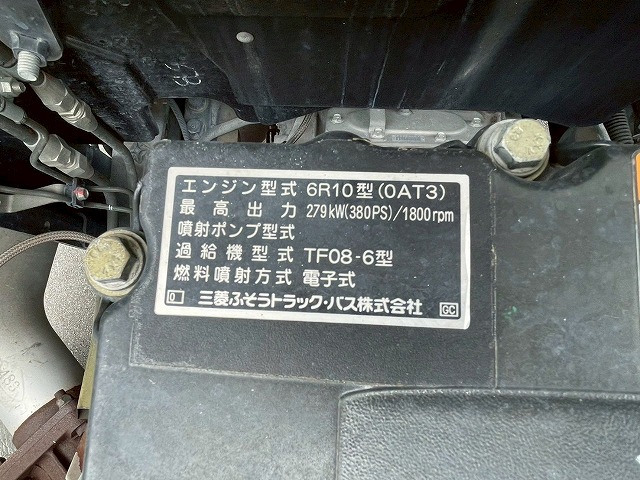 エンジン型式 6R10型(0AT3)
最高出力 279kW(380PS)/1800rpm
噴射ポンプ型式
過給機型式 TF08-6型
燃料噴射方式 電子式
0 三菱ふそうトラック・バス株式会社 GC